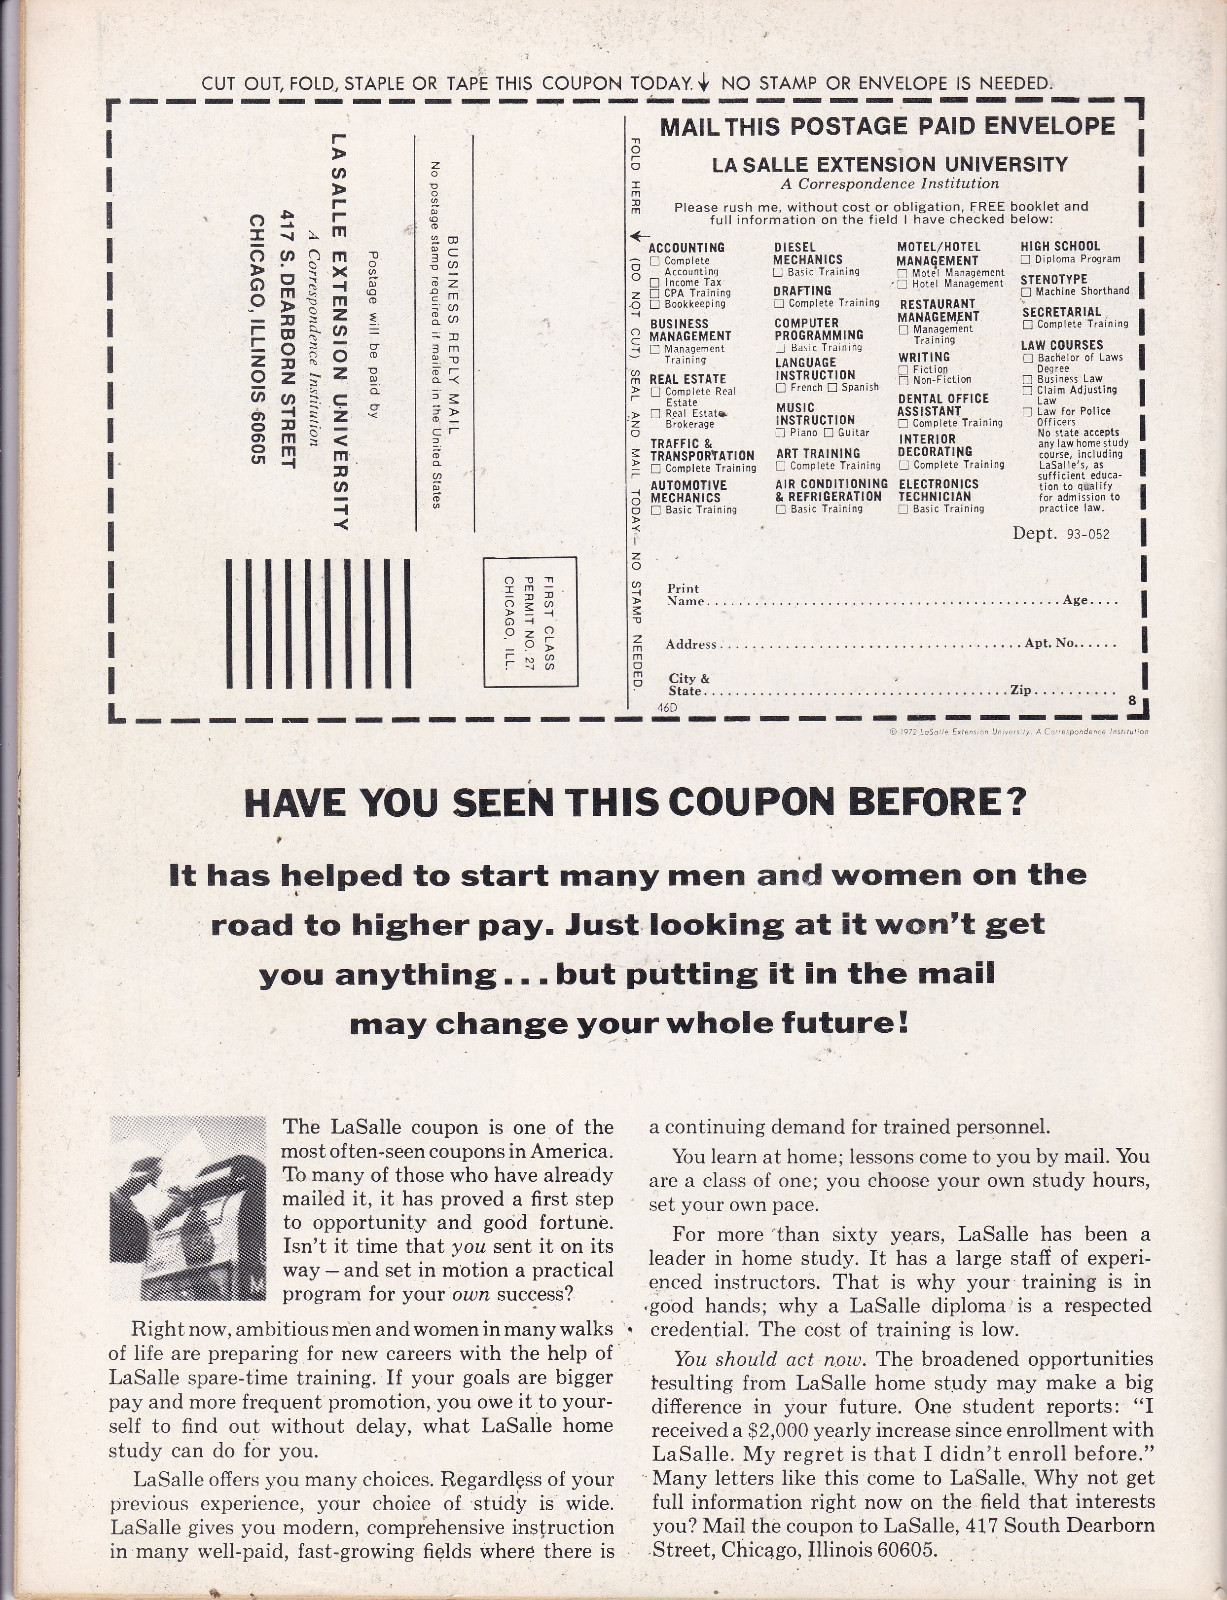 CUT OUT, FOLD, STAPLE OR TAPE THIS COUPON TODAY. ↓ NO STAMP OR ENVELOPE IS NEEDED.
LA SALLE EXTENSION UNIVERSITY
A Correspondence Institution
417 S. DEARBORN STREET
CHICAGO, ILLINOIS 60605
Postage will be paid by
BUSINESS REPLY MAIL
No postage stamp required if mailed in the United States
FIRST CLASS
PERMIT NO. 27
CHICAGO, ILL.
FOLD HERE ← (DO NOT CUT) SEAL AND MAIL TODAY — NO STAMP NEEDED.
MAIL THIS POSTAGE PAID ENVELOPE
LA SALLE EXTENSION UNIVERSITY
A Correspondence Institution
Please rush me, without cost or obligation, FREE booklet and
full information on the field I have checked below:
ACCOUNTING
☐ Complete
Accounting
☐ Income Tax
☐ CPA Training
☐ Bookkeeping
BUSINESS
MANAGEMENT
☐ Management
Training
REAL ESTATE
☐ Complete Real
Estate
☐ Real Estate
Brokerage
TRAFFIC &
TRANSPORTATION
☐ Complete Training
AUTOMOTIVE
MECHANICS
☐ Basic Training
DIESEL
MECHANICS
☐ Basic Training
DRAFTING
☐ Complete Training
COMPUTER
PROGRAMMING
☐ Basic Training
LANGUAGE
INSTRUCTION
☐ French ☐ Spanish
MUSIC
INSTRUCTION
☐ Piano ☐ Guitar
ART TRAINING
☐ Complete Training
AIR CONDITIONING
& REFRIGERATION
☐ Basic Training
MOTEL/HOTEL
MANAGEMENT
☐ Motel Management
☐ Hotel Management
RESTAURANT
MANAGEMENT
☐ Management
Training
WRITING
☐ Fiction
☐ Non-Fiction
DENTAL OFFICE
ASSISTANT
☐ Complete Training
INTERIOR
DECORATING
☐ Complete Training
ELECTRONICS
TECHNICIAN
☐ Basic Training
HIGH SCHOOL
☐ Diploma Program
STENOTYPE
☐ Machine Shorthand
SECRETARIAL
☐ Complete Training
LAW COURSES
☐ Bachelor of Laws
Degree
☐ Business Law
☐ Claim Adjusting
Law
☐ Law for Police
Officers
No state accepts
any law home study
course, including
LaSalle's, as
sufficient educa-
tion to qualify
for admission to
practice law.
Dept. 93-052
Print
Name.............................................Age....
Address......................................Apt. No......
City &
State.......................................Zip..........
46D
8
© 1972 LaSalle Extension University. A Correspondence Institution
HAVE YOU SEEN THIS COUPON BEFORE?
It has helped to start many men and women on the
road to higher pay. Just looking at it won't get
you anything...but putting it in the mail
may change your whole future!
The LaSalle coupon is one of the
most often-seen coupons in America.
To many of those who have already
mailed it, it has proved a first step
to opportunity and good fortune.
Isn't it time that you sent it on its
way — and set in motion a practical
program for your own success?
Right now, ambitious men and women in many walks
of life are preparing for new careers with the help of
LaSalle spare-time training. If your goals are bigger
pay and more frequent promotion, you owe it to your-
self to find out without delay, what LaSalle home
study can do for you.
LaSalle offers you many choices. Regardless of your
previous experience, your choice of study is wide.
LaSalle gives you modern, comprehensive instruction
in many well-paid, fast-growing fields where there is
a continuing demand for trained personnel.
You learn at home; lessons come to you by mail. You
are a class of one; you choose your own study hours,
set your own pace.
For more than sixty years, LaSalle has been a
leader in home study. It has a large staff of experi-
enced instructors. That is why your training is in
good hands; why a LaSalle diploma is a respected
credential. The cost of training is low.
You should act now. The broadened opportunities
resulting from LaSalle home study may make a big
difference in your future. One student reports: "I
received a $2,000 yearly increase since enrollment with
LaSalle. My regret is that I didn't enroll before."
Many letters like this come to LaSalle. Why not get
full information right now on the field that interests
you? Mail the coupon to LaSalle, 417 South Dearborn
Street, Chicago, Illinois 60605.